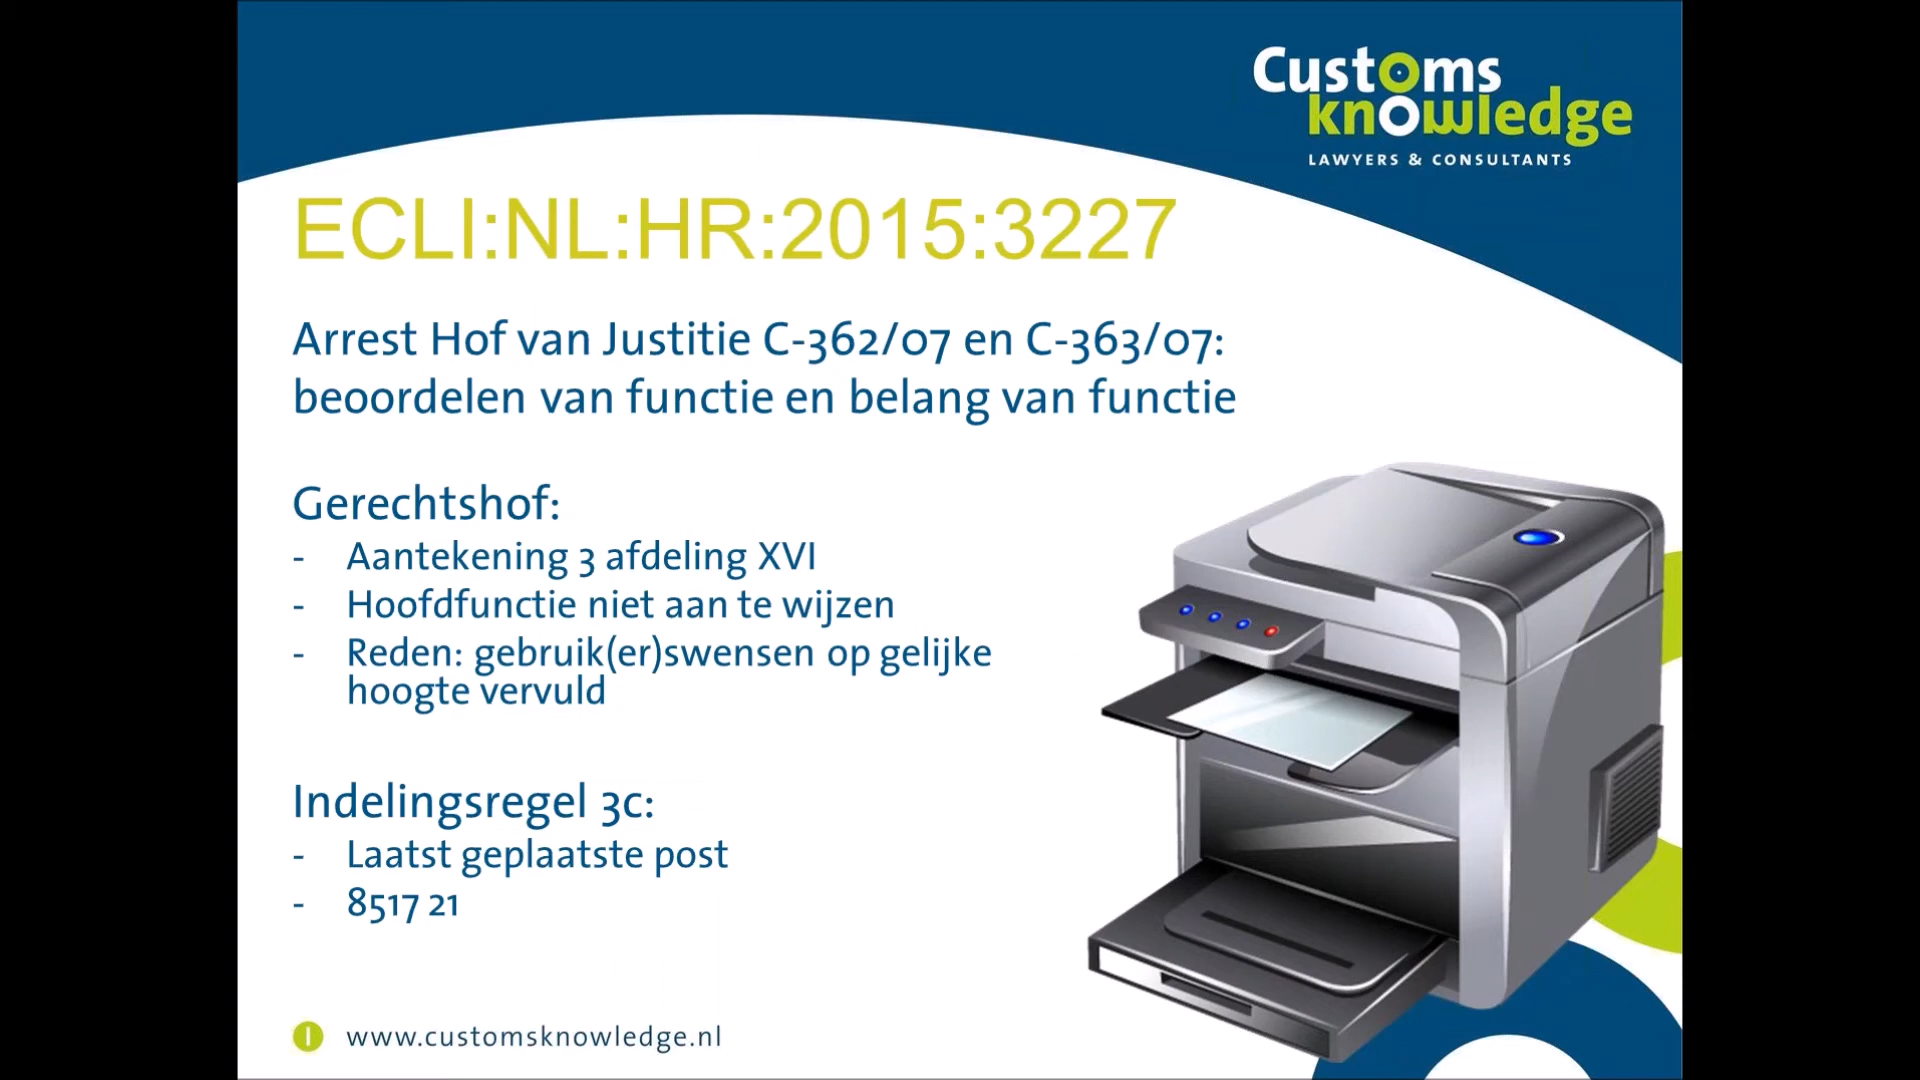 Customs
knowledge
LAWYERS & CONSULTANTS
ECLI:NL:HR:2015:3227
Arrest Hof van Justitie C-362/07 en C-363/07:
beoordelen van functie en belang van functie
Gerechtshof:
- Aantekening 3 afdeling XVI
- Hoofdfunctie niet aan te wijzen
- Reden: gebruik(er)swensen op gelijke
hoogte vervuld
Indelingsregel 3c:
- Laatst geplaatste post
- 8517 21
www.customsknowledge.nl